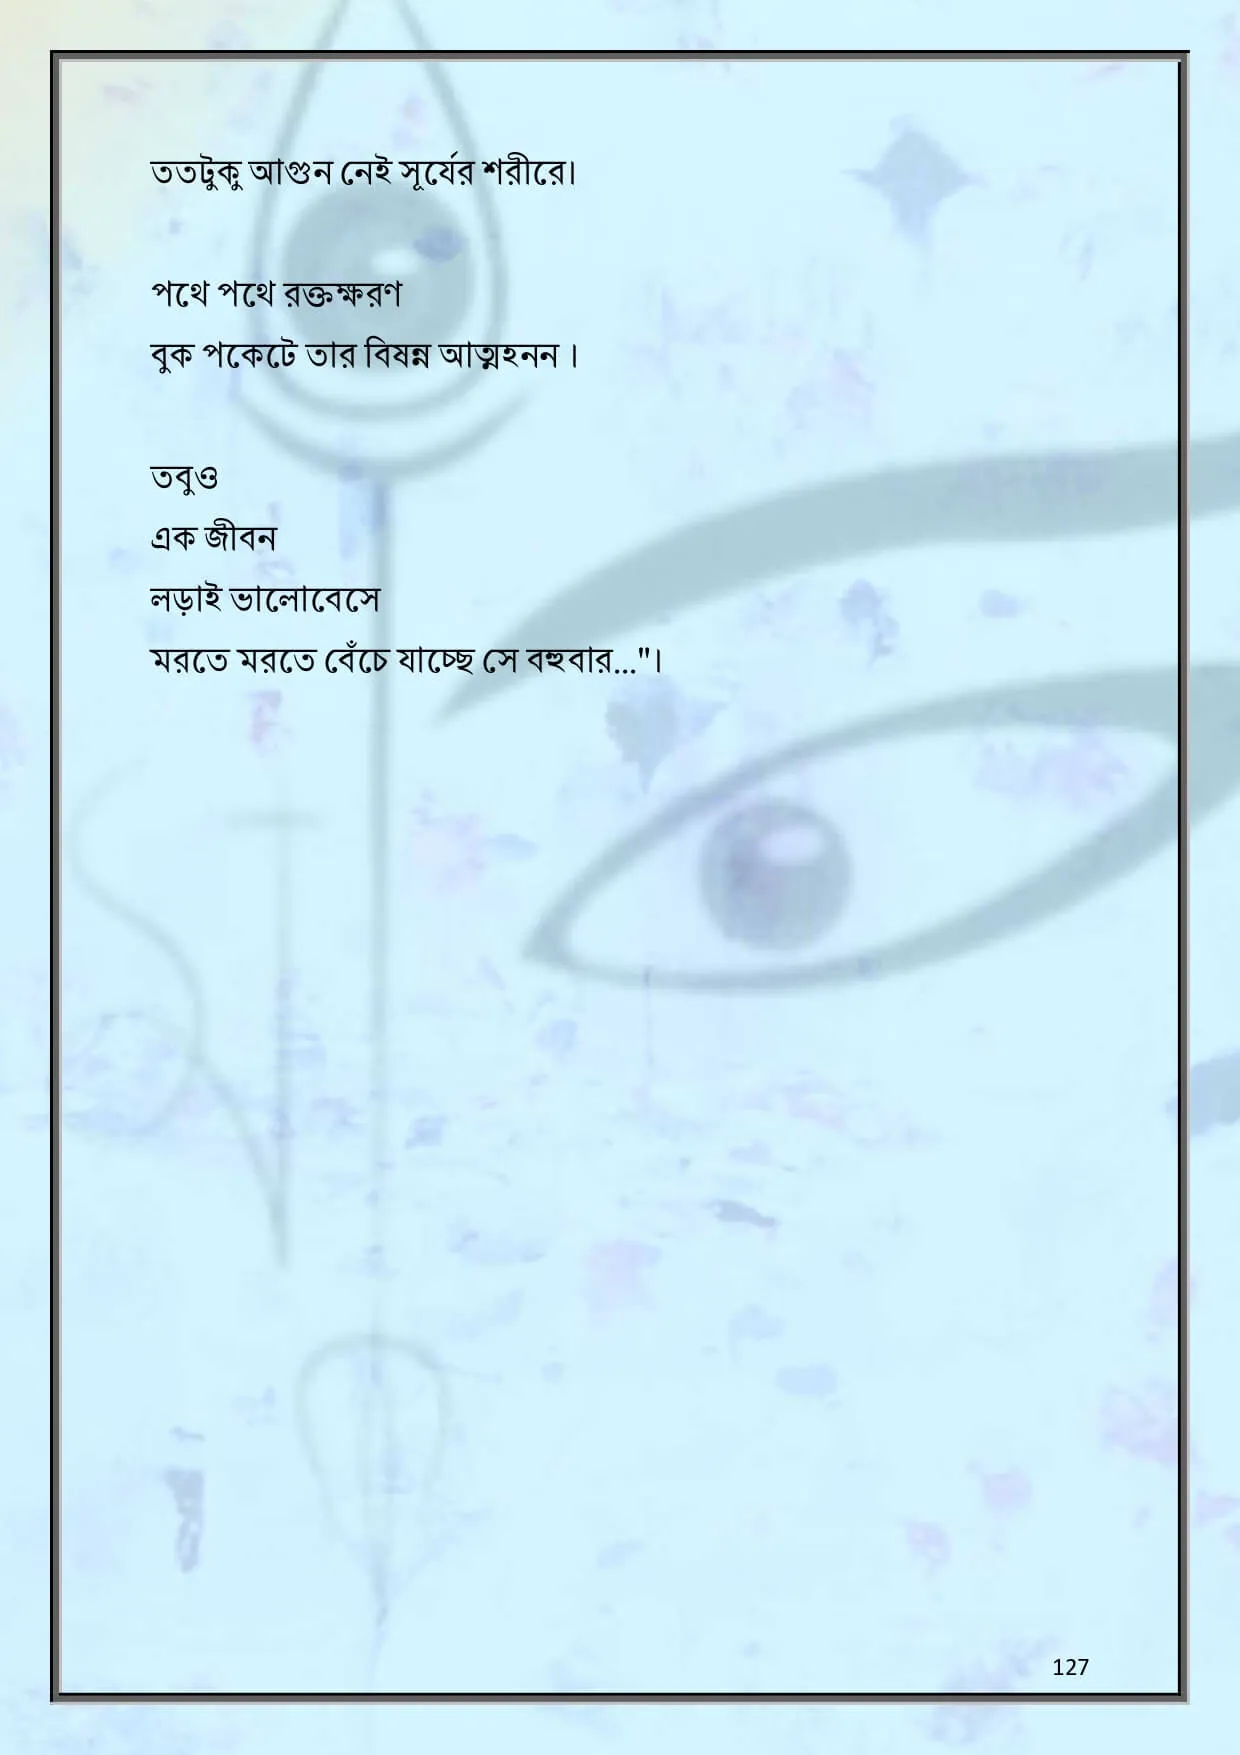 ততটুকু আগুন নেই সূর্যের শরীরে।
পথে পথে রক্তক্ষরণ
বুক পকেটে তার বিষন্ন আত্মহনন ।
তবুও
এক জীবন
লড়াই ভালোবেসে
মরতে মরতে বেঁচে যাচ্ছে সে বহুবার..."।
127